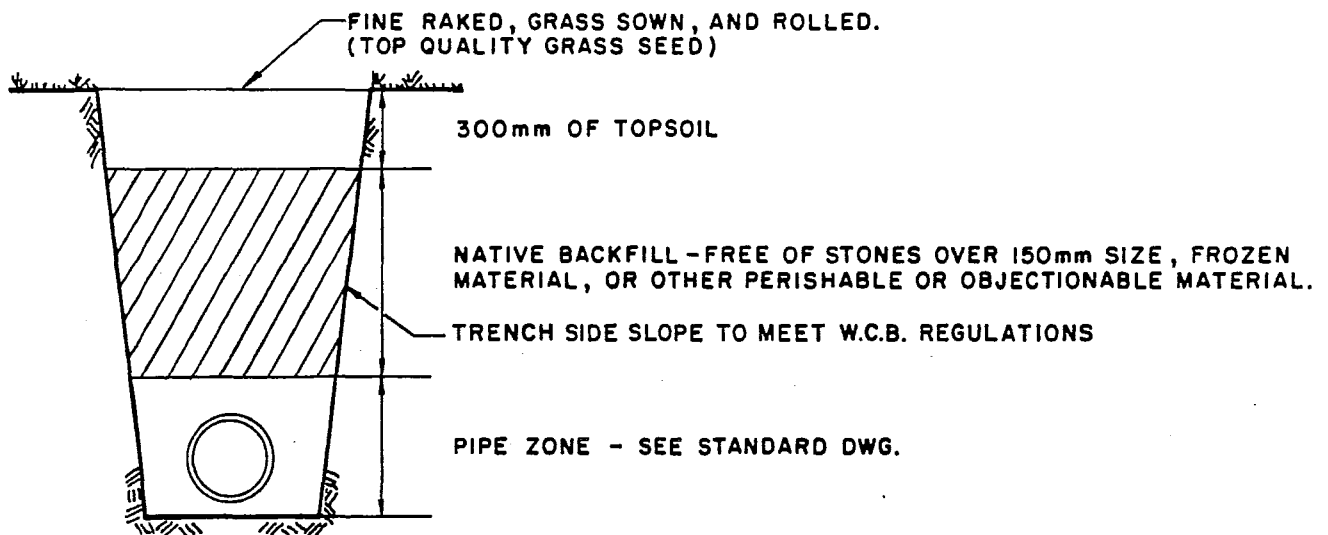 FINE RAKED, GRASS SOWN, AND ROLLED.
(TOP QUALITY GRASS SEED)
300mm OF TOPSOIL
NATIVE BACKFILL - FREE OF STONES OVER 150mm SIZE, FROZEN
MATERIAL, OR OTHER PERISHABLE OR OBJECTIONABLE MATERIAL.
TRENCH SIDE SLOPE TO MEET W.C.B. REGULATIONS
PIPE ZONE - SEE STANDARD DWG.